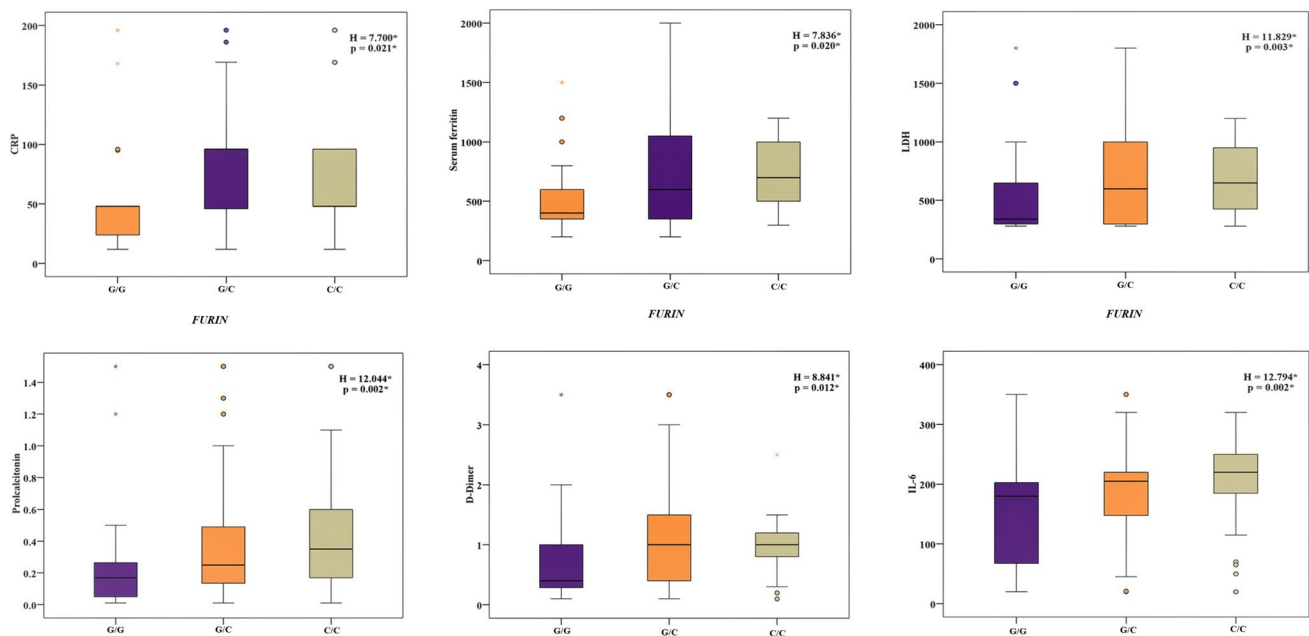 200
150
100
50
0
CRP
H = 7.700*
p = 0.021*
G/G G/C C/C
FURIN
2000
1500
1000
500
0
Serum ferritin
H = 7.836*
p = 0.020*
G/G G/C C/C
FURIN
2000
1500
1000
500
0
LDH
H = 11.829*
p = 0.003*
G/G G/C C/C
FURIN
1.4
1.2
1.0
0.8
0.6
0.4
0.2
0.0
Prolcalcitonin
H = 12.044*
p = 0.002*
G/G G/C C/C
4
3
2
1
0
D-Dimer
H = 8.841*
p = 0.012*
G/G G/C C/C
400
300
200
100
0
IL-6
H = 12.794*
p = 0.002*
G/G G/C C/C